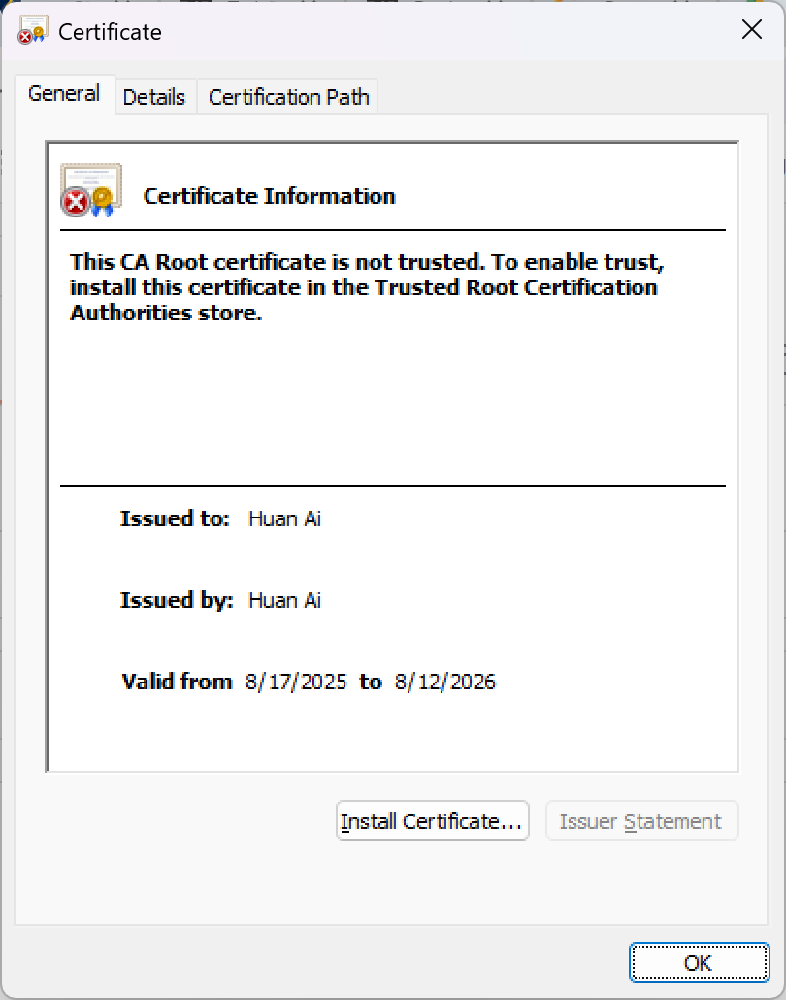 Certificate
General
Details
Certification Path
Certificate Information
This CA Root certificate is not trusted. To enable trust,
install this certificate in the Trusted Root Certification
Authorities store.
Issued to: Huan Ai
Issued by: Huan Ai
Valid from 8/17/2025 to 8/12/2026
Install Certificate...
Issuer Statement
OK